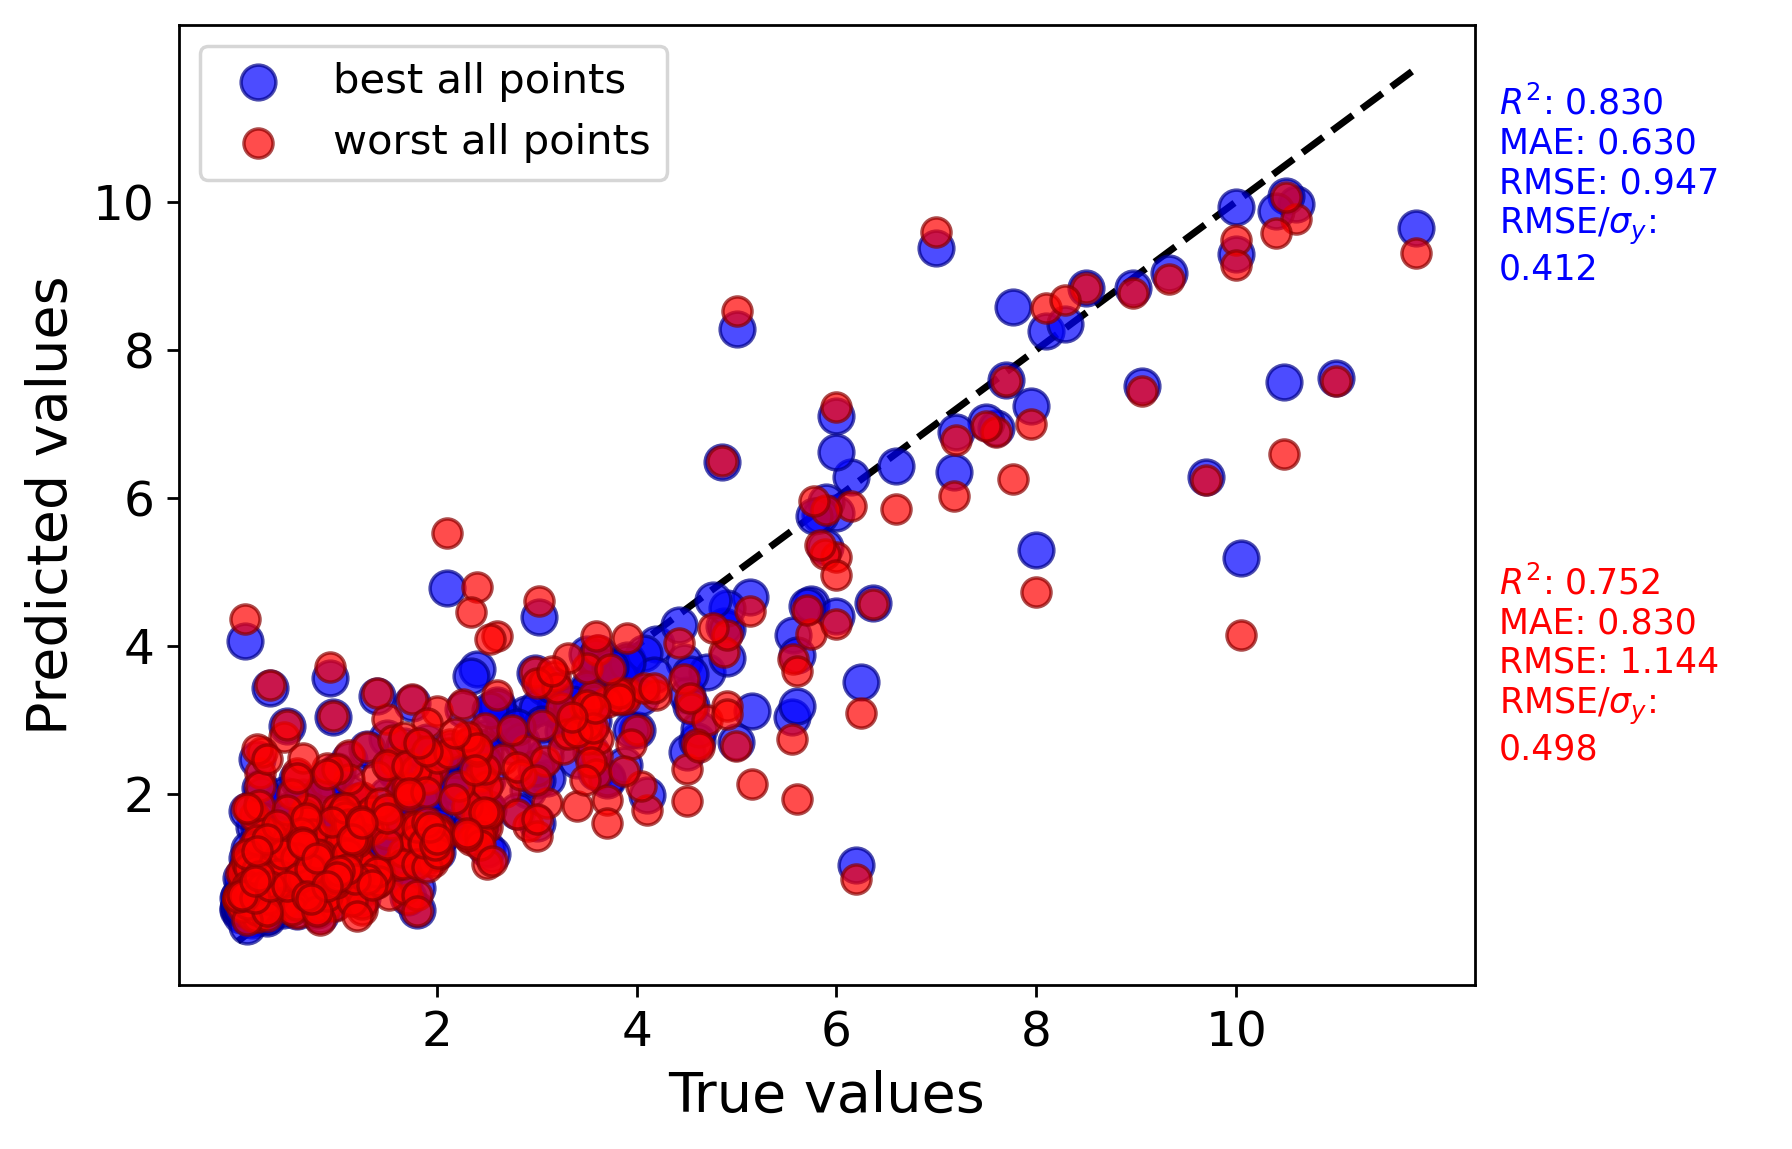 best all points
worst all points
R²: 0.830
MAE: 0.630
RMSE: 0.947
RMSE/σ_y:
0.412
R²: 0.752
MAE: 0.830
RMSE: 1.144
RMSE/σ_y:
0.498
Predicted values
10
8
6
4
2
2 4 6 8 10
True values